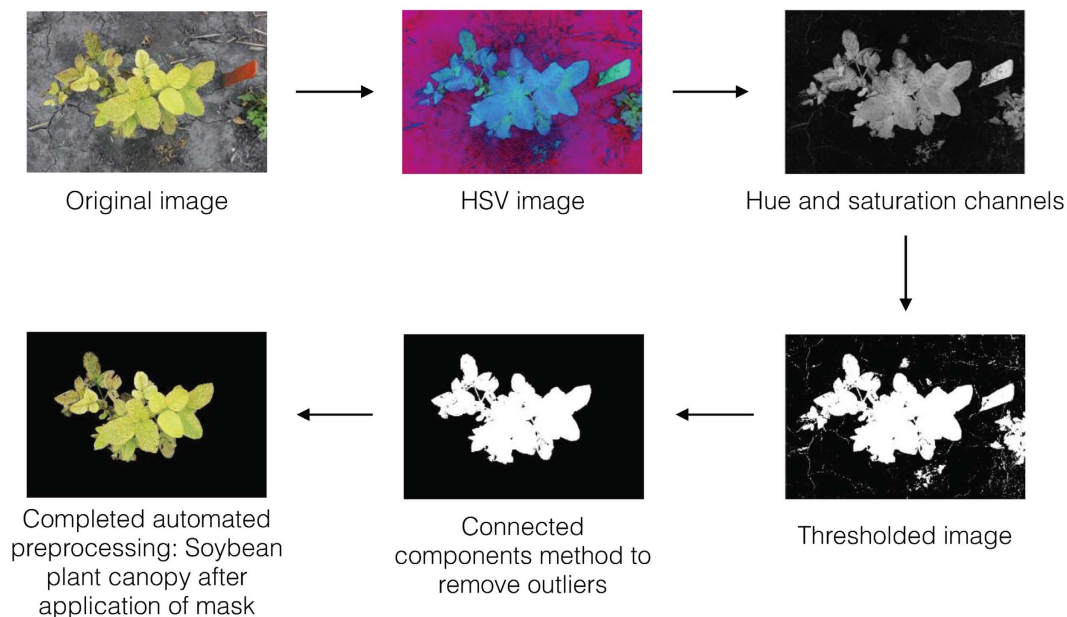 Original image
HSV image
Hue and saturation channels
Completed automated
preprocessing: Soybean
plant canopy after
application of mask
Connected
components method to
remove outliers
Thresholded image